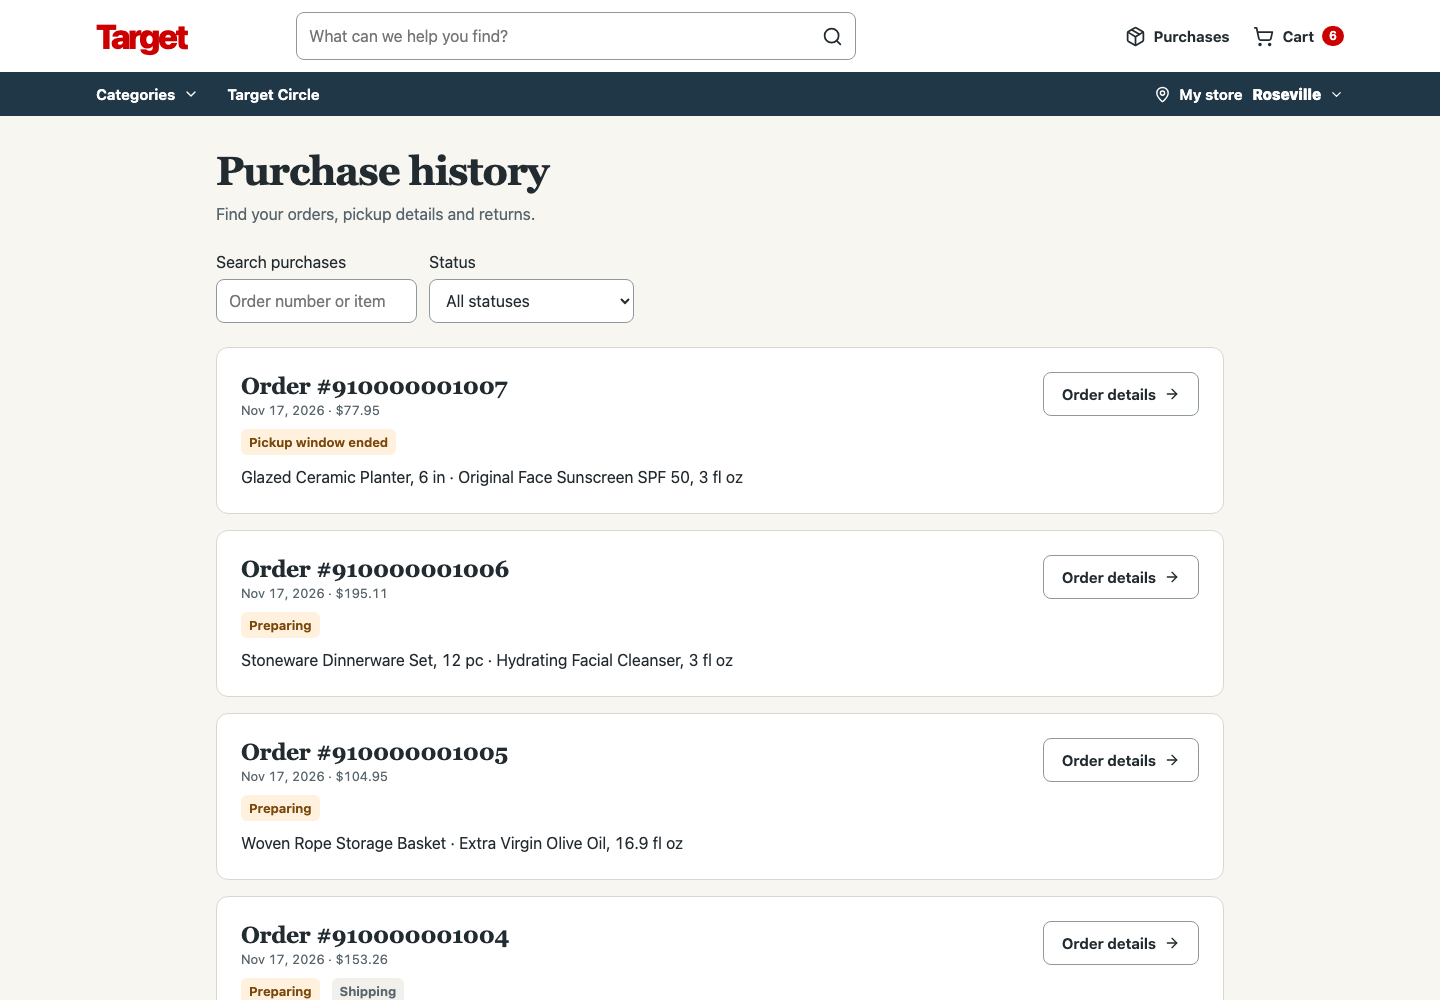 Target
What can we help you find?
Purchases
Cart 6
Categories
Target Circle
My store Roseville
Purchase history
Find your orders, pickup details and returns.
Search purchases
Status
Order number or item
All statuses
Order #910000001007
Order details
Nov 17, 2026 · $77.95
Pickup window ended
Glazed Ceramic Planter, 6 in · Original Face Sunscreen SPF 50, 3 fl oz
Order #910000001006
Order details
Nov 17, 2026 · $195.11
Preparing
Stoneware Dinnerware Set, 12 pc · Hydrating Facial Cleanser, 3 fl oz
Order #910000001005
Order details
Nov 17, 2026 · $104.95
Preparing
Woven Rope Storage Basket · Extra Virgin Olive Oil, 16.9 fl oz
Order #910000001004
Order details
Nov 17, 2026 · $153.26
Preparing
Shipping